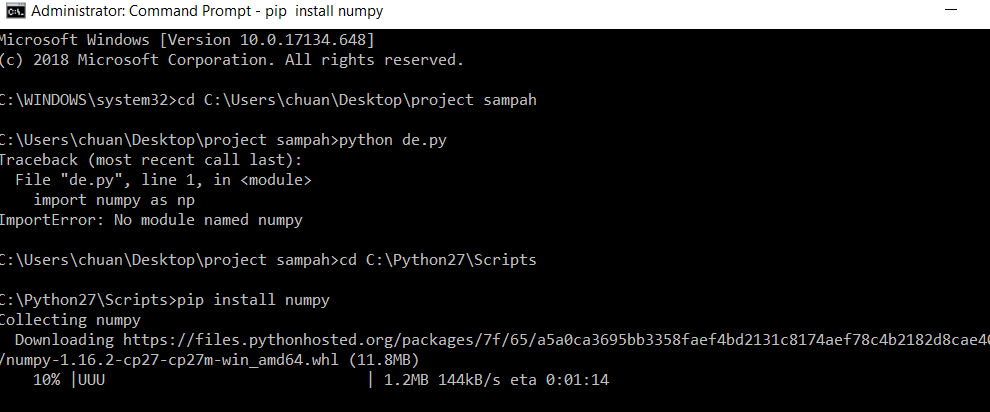 Administrator: Command Prompt - pip  install numpy
Microsoft Windows [Version 10.0.17134.648]
(c) 2018 Microsoft Corporation. All rights reserved.
C:\WINDOWS\system32>cd C:\Users\chuan\Desktop\project sampah
C:\Users\chuan\Desktop\project sampah>python de.py
Traceback (most recent call last):
  File "de.py", line 1, in <module>
    import numpy as np
ImportError: No module named numpy
C:\Users\chuan\Desktop\project sampah>cd C:\Python27\Scripts
C:\Python27\Scripts>pip install numpy
Collecting numpy
  Downloading https://files.pythonhosted.org/packages/7f/65/a5a0ca3695bb3358faef4bd2131c8174aef78c4b2182d8cae4
/numpy-1.16.2-cp27-cp27m-win_amd64.whl (11.8MB)
    10% |UUU                             | 1.2MB 144kB/s eta 0:01:14